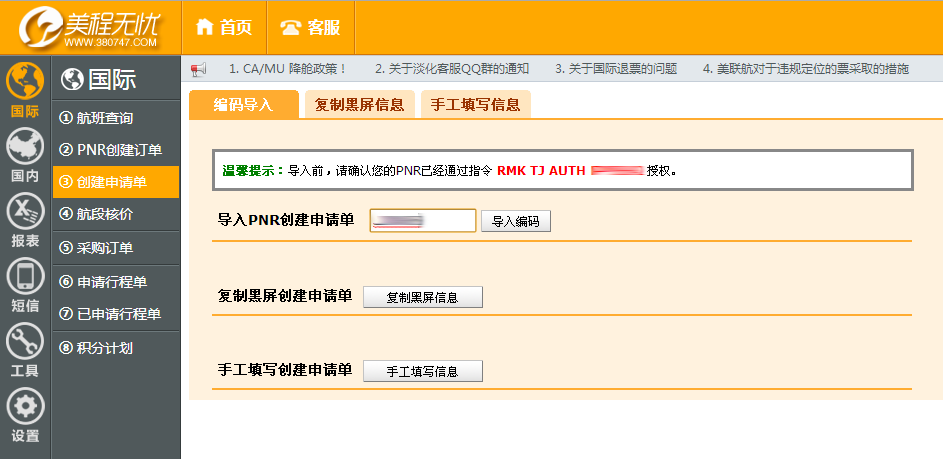 美程无忧
WWW.380747.COM
首页
客服
1. CA/MU 降舱政策！ 2. 关于淡化客服QQ群的通知 3. 关于国际退票的问题 4. 美联航对于违规定位的票采取的措施
国际
国内
报表
短信
工具
设置
国际
① 航班查询
② PNR创建订单
③ 创建申请单
④ 航段核价
⑤ 采购订单
⑥ 申请行程单
⑦ 已申请行程单
⑧ 积分计划
编码导入 复制黑屏信息 手工填写信息
温馨提示：导入前，请确认您的PNR已经通过指令 RMK TJ AUTH 授权。
导入PNR创建申请单 导入编码
复制黑屏创建申请单 复制黑屏信息
手工填写创建申请单 手工填写信息